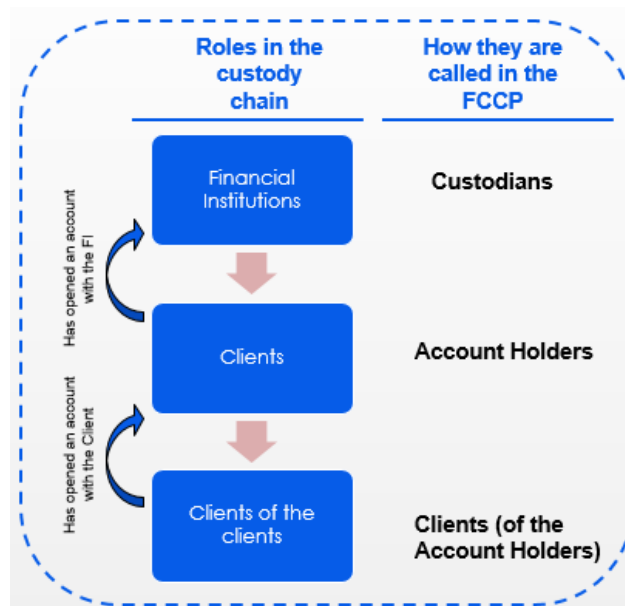 Roles in the
custody
chain
How they are
called in the
FCCP
Financial
Institutions
Custodians
Has opened an account
with the FI
Clients
Account Holders
Has opened an account
with the Client
Clients of the
clients
Clients (of the
Account Holders)